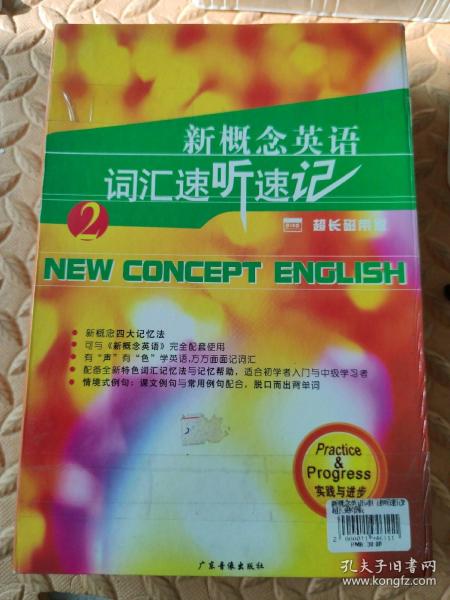 新概念英语
词汇速听速记
2
超长磁带版
NEW CONCEPT ENGLISH
新概念四大记忆法
可与《新概念英语》完全配套使用
有“声”有“色”学英语,方方面面记词汇
配备全新特色词汇记忆法与记忆帮助，适合初学者入门与中级学习者
情境式例句：课文例句与常用例句配合，脱口而出背单词
Practice
&
Progress
实践与进步
广东音像出版社
孔夫子旧书网